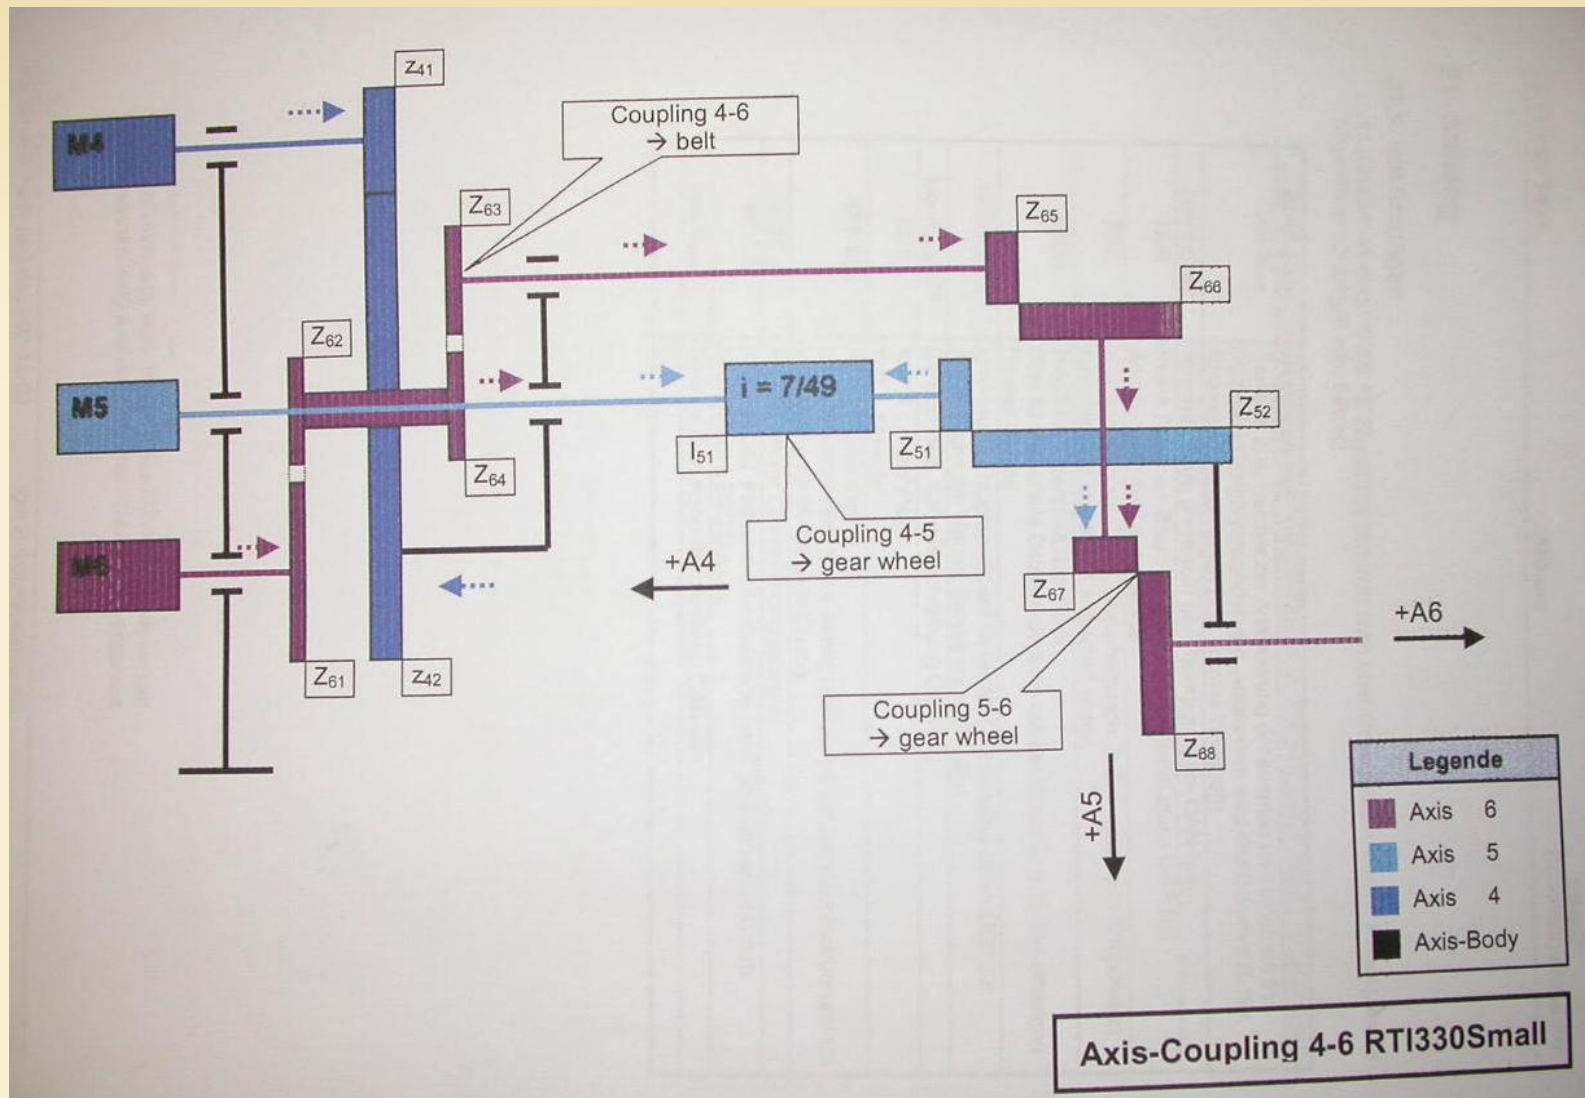 z41
M4
Coupling 4-6
→ belt
Z63
Z65
Z66
Z62
M5
i = 7/49
Z52
I51
Z51
Z64
Coupling 4-5
→ gear wheel
+A4
M6
Z67
+A6
Z61
z42
Coupling 5-6
→ gear wheel
Z68
+A5
Legende
Axis 6
Axis 5
Axis 4
Axis-Body
Axis-Coupling 4-6 RTI330Small